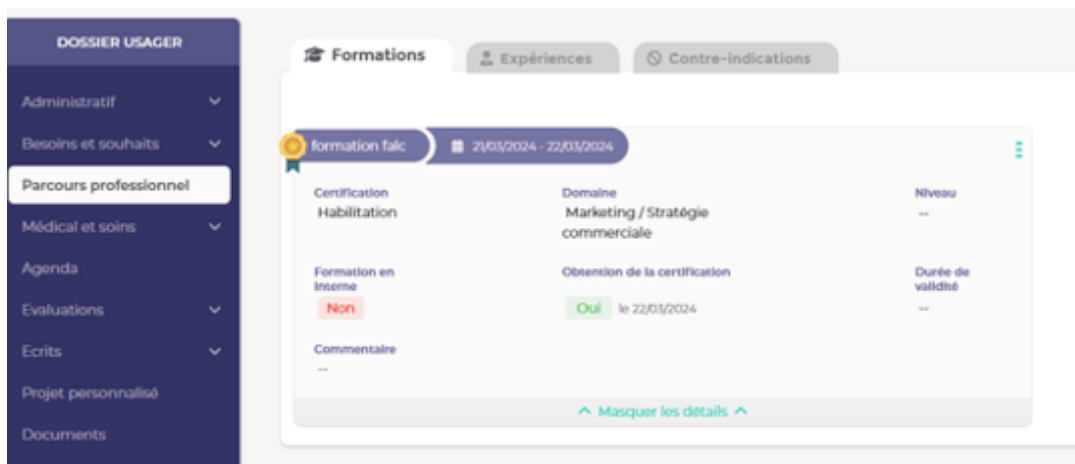 DOSSIER USAGER
Administratif
Besoins et souhaits
Parcours professionnel
Médical et soins
Agenda
Evaluations
Ecrits
Projet personnalisé
Documents
Formations
Expériences
Contre-indications
formation falc
21/03/2024 - 22/03/2024
Certification
Habilitation
Domaine
Marketing / Stratégie
commerciale
Niveau
--
Formation en
interne
Non
Obtention de la certification
Oui le 22/03/2024
Durée de
validité
--
Commentaire
--
Masquer les détails